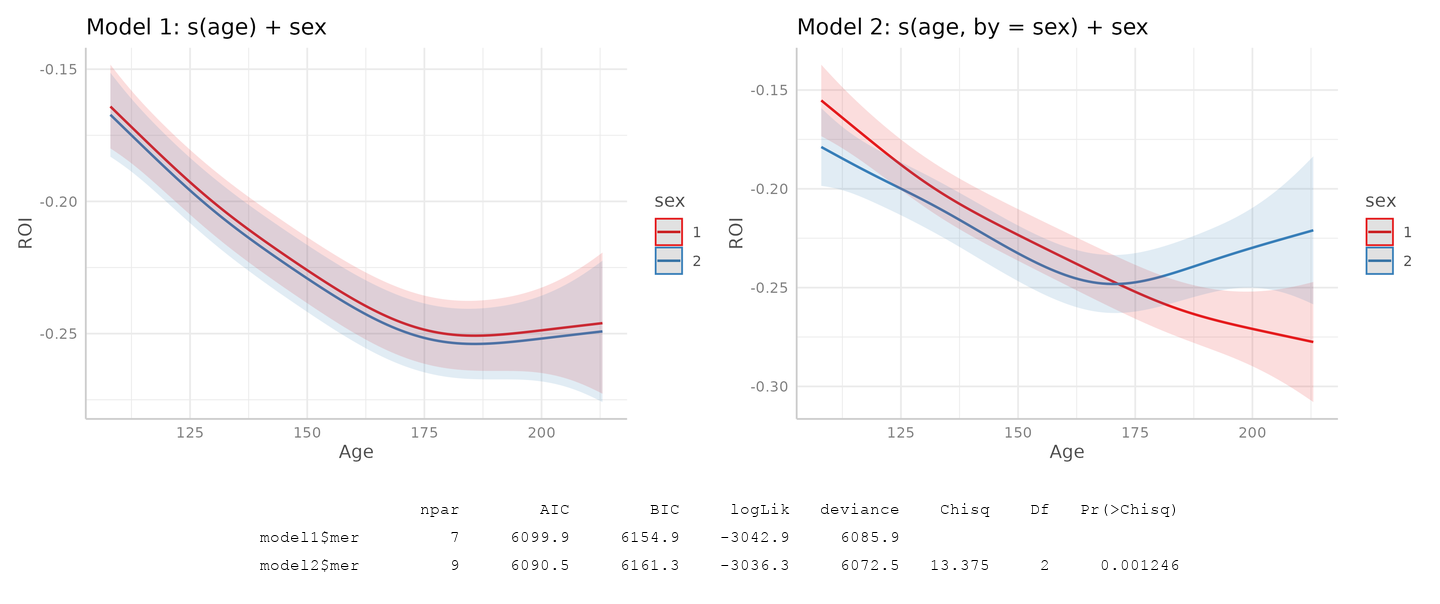 Model 1: s(age) + sex
-0.15
-0.20
-0.25
ROI
125 150 175 200
Age
sex
1
2
Model 2: s(age, by = sex) + sex
-0.15
-0.20
-0.25
-0.30
ROI
125 150 175 200
Age
sex
1
2
npar AIC BIC logLik deviance Chisq Df Pr(>Chisq)
model1$mer 7 6099.9 6154.9 -3042.9 6085.9
model2$mer 9 6090.5 6161.3 -3036.3 6072.5 13.375 2 0.001246